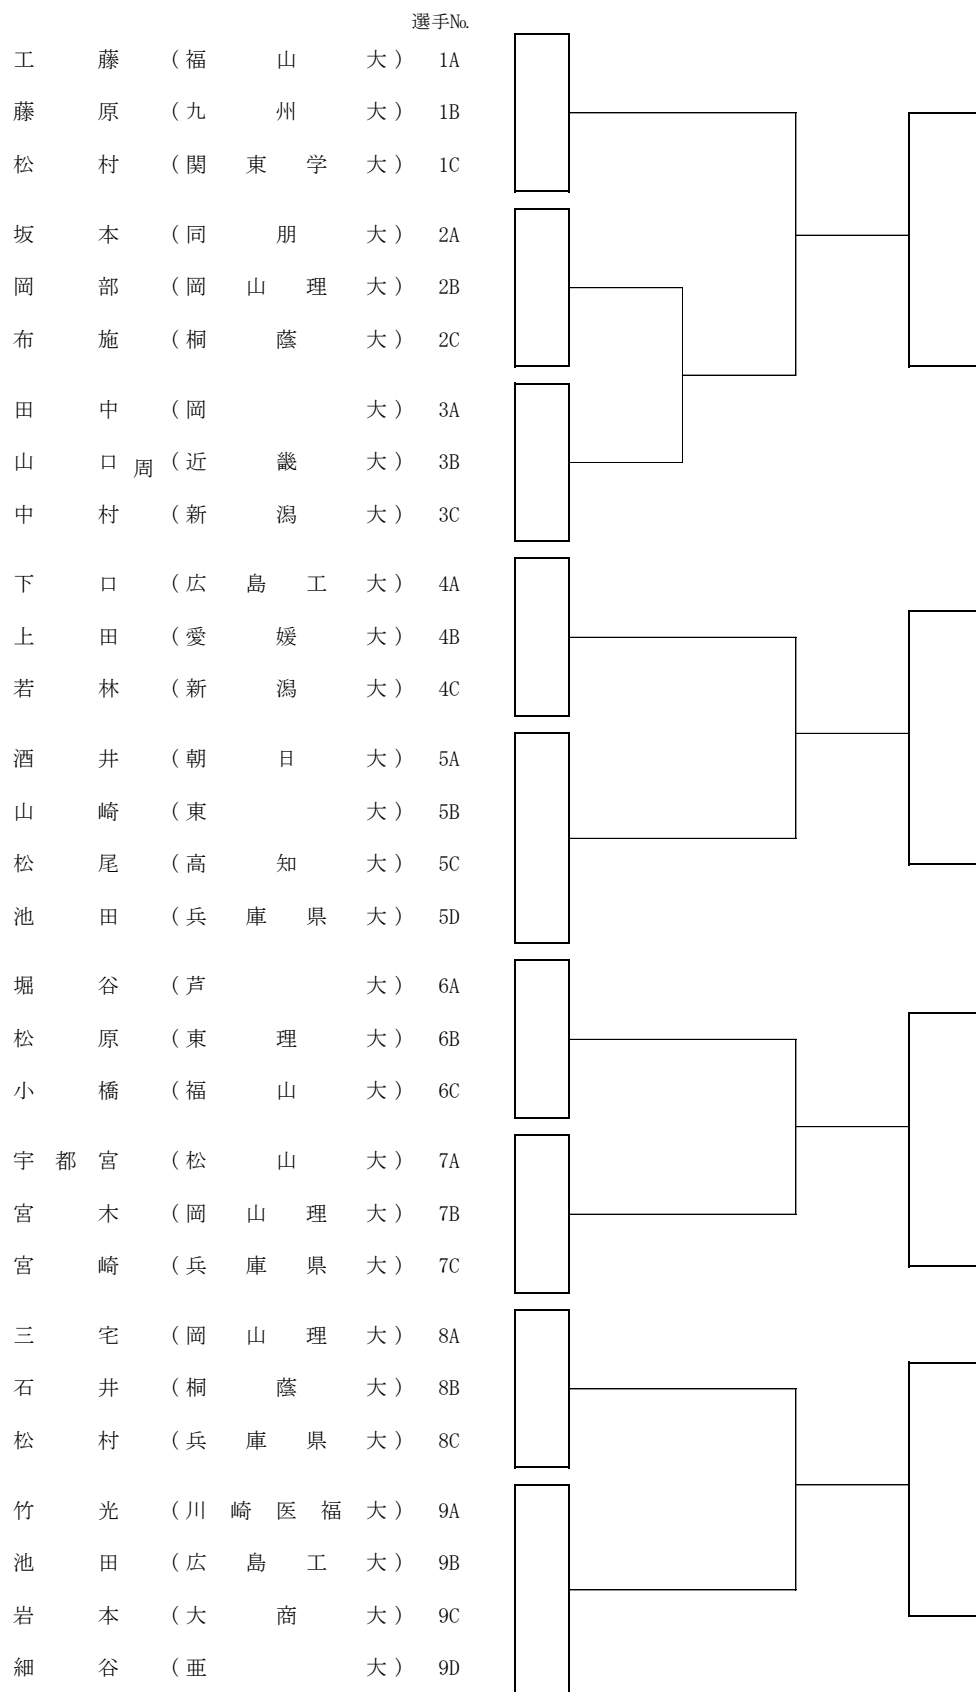 選手№
工藤（福山大）1A
藤原（九州大）1B
松村（関東学大）1C
坂本（同朋大）2A
岡部（岡山理大）2B
布施（桐蔭大）2C
田中（岡大）3A
山口周（近畿大）3B
中村（新潟大）3C
下口（広島工大）4A
上田（愛媛大）4B
若林（新潟大）4C
酒井（朝日大）5A
山崎（東大）5B
松尾（高知大）5C
池田（兵庫県大）5D
堀谷（芦大）6A
松原（東理大）6B
小橋（福山大）6C
宇都宮（松山大）7A
宮木（岡山理大）7B
宮崎（兵庫県大）7C
三宅（岡山理大）8A
石井（桐蔭大）8B
松村（兵庫県大）8C
竹光（川崎医福大）9A
池田（広島工大）9B
岩本（大商大）9C
細谷（亜大）9D